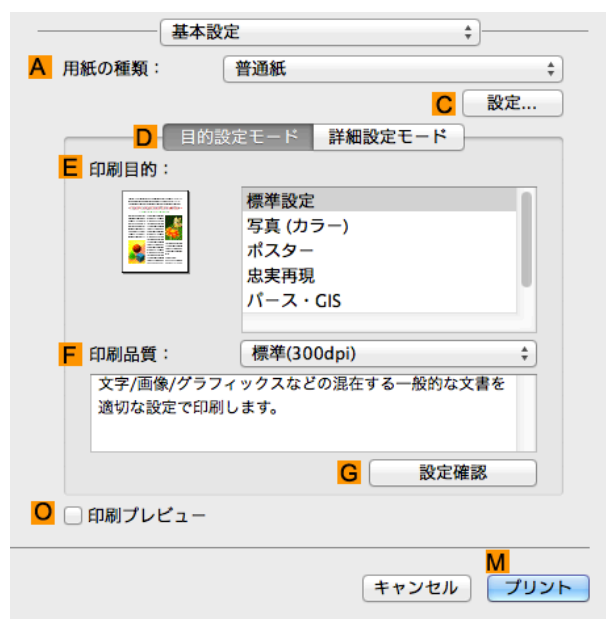 基本設定
A 用紙の種類： 普通紙
C 設定...
D 目的設定モード 詳細設定モード
E 印刷目的：
標準設定
写真 (カラー)
ポスター
忠実再現
パース・GIS
F 印刷品質： 標準(300dpi)
文字/画像/グラフィックスなどの混在する一般的な文書を
適切な設定で印刷します。
G 設定確認
O 印刷プレビュー
M
キャンセル プリント